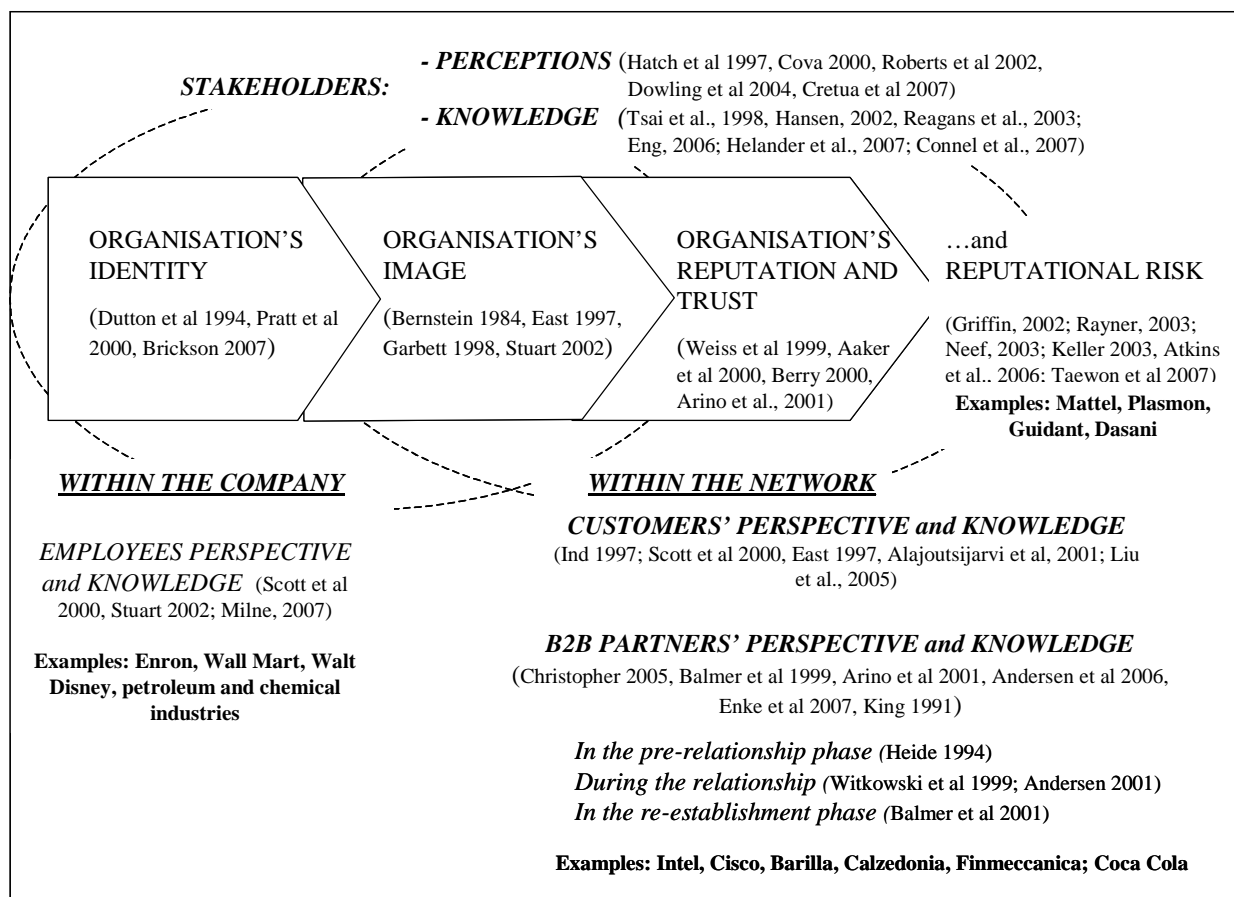 - PERCEPTIONS (Hatch et al 1997, Cova 2000, Roberts et al 2002,
Dowling et al 2004, Cretua et al 2007)
STAKEHOLDERS:
- KNOWLEDGE (Tsai et al., 1998, Hansen, 2002, Reagans et al., 2003;
Eng, 2006; Helander et al., 2007; Connel et al., 2007)
ORGANISATION’S
IDENTITY
(Dutton et al 1994, Pratt et al
2000, Brickson 2007)
ORGANISATION’S
IMAGE
(Bernstein 1984, East 1997,
Garbett 1998, Stuart 2002)
ORGANISATION’S
REPUTATION AND
TRUST
(Weiss et al 1999, Aaker
et al 2000, Berry 2000,
Arino et al., 2001)
…and
REPUTATIONAL RISK
(Griffin, 2002; Rayner, 2003;
Neef, 2003; Keller 2003, Atkins
et al.. 2006: Taewon et al 2007)
Examples: Mattel, Plasmon,
Guidant, Dasani
WITHIN THE COMPANY
EMPLOYEES PERSPECTIVE
and KNOWLEDGE (Scott et al
2000, Stuart 2002; Milne, 2007)
Examples: Enron, Wall Mart, Walt
Disney, petroleum and chemical
industries
WITHIN THE NETWORK
CUSTOMERS’ PERSPECTIVE and KNOWLEDGE
(Ind 1997; Scott et al 2000, East 1997, Alajoutsijarvi et al, 2001; Liu
et al., 2005)
B2B PARTNERS’ PERSPECTIVE and KNOWLEDGE
(Christopher 2005, Balmer et al 1999, Arino et al 2001, Andersen et al 2006,
Enke et al 2007, King 1991)
In the pre-relationship phase (Heide 1994)
During the relationship (Witkowski et al 1999; Andersen 2001)
In the re-establishment phase (Balmer et al 2001)
Examples: Intel, Cisco, Barilla, Calzedonia, Finmeccanica; Coca Cola